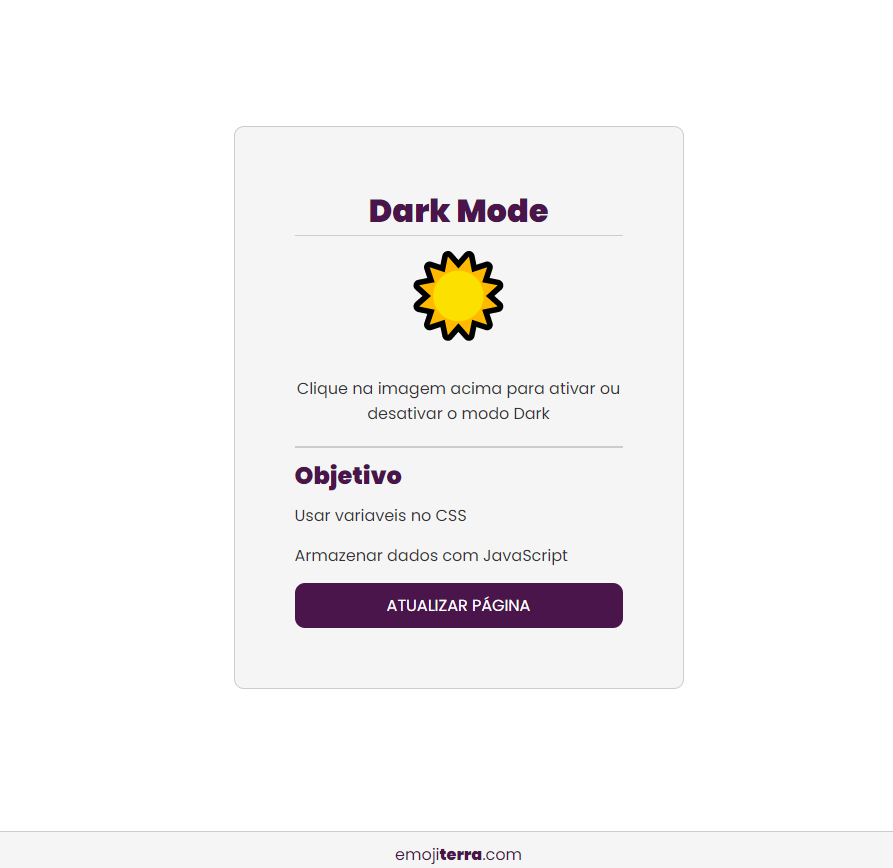 Dark Mode
Clique na imagem acima para ativar ou
desativar o modo Dark
Objetivo
Usar variaveis no CSS
Armazenar dados com JavaScript
ATUALIZAR PÁGINA
emojiterra.com